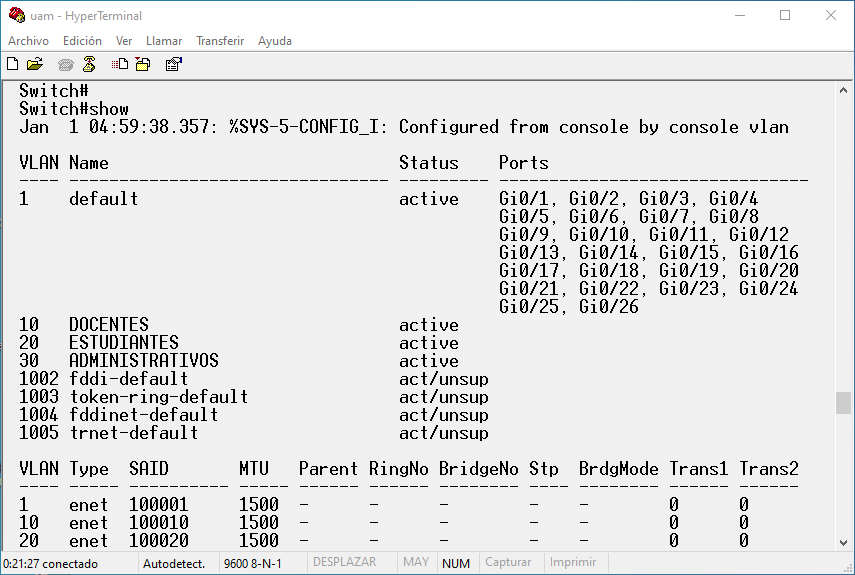 uam - HyperTerminal
Archivo Edición Ver Llamar Transferir Ayuda
Switch#
Switch#show
Jan  1 04:59:38.357: %SYS-5-CONFIG_I: Configured from console by console vlan
VLAN Name                             Status    Ports
---- -------------------------------- --------- -------------------------------
1    default                          active    Gi0/1, Gi0/2, Gi0/3, Gi0/4
                                                Gi0/5, Gi0/6, Gi0/7, Gi0/8
                                                Gi0/9, Gi0/10, Gi0/11, Gi0/12
                                                Gi0/13, Gi0/14, Gi0/15, Gi0/16
                                                Gi0/17, Gi0/18, Gi0/19, Gi0/20
                                                Gi0/21, Gi0/22, Gi0/23, Gi0/24
                                                Gi0/25, Gi0/26
10   DOCENTES                         active
20   ESTUDIANTES                      active
30   ADMINISTRATIVOS                  active
1002 fddi-default                     act/unsup
1003 token-ring-default               act/unsup
1004 fddinet-default                  act/unsup
1005 trnet-default                    act/unsup
VLAN Type  SAID       MTU   Parent RingNo BridgeNo Stp  BrdgMode Trans1 Trans2
---- ----- ---------- ----- ------ ------ -------- ---- -------- ------ ------
1    enet  100001     1500  -      -      -        -    -        0      0
10   enet  100010     1500  -      -      -        -    -        0      0
20   enet  100020     1500  -      -      -        -    -        0      0
0:21:27 conectado Autodetect. 9600 8-N-1 DESPLAZAR MAY NUM Capturar Imprimir